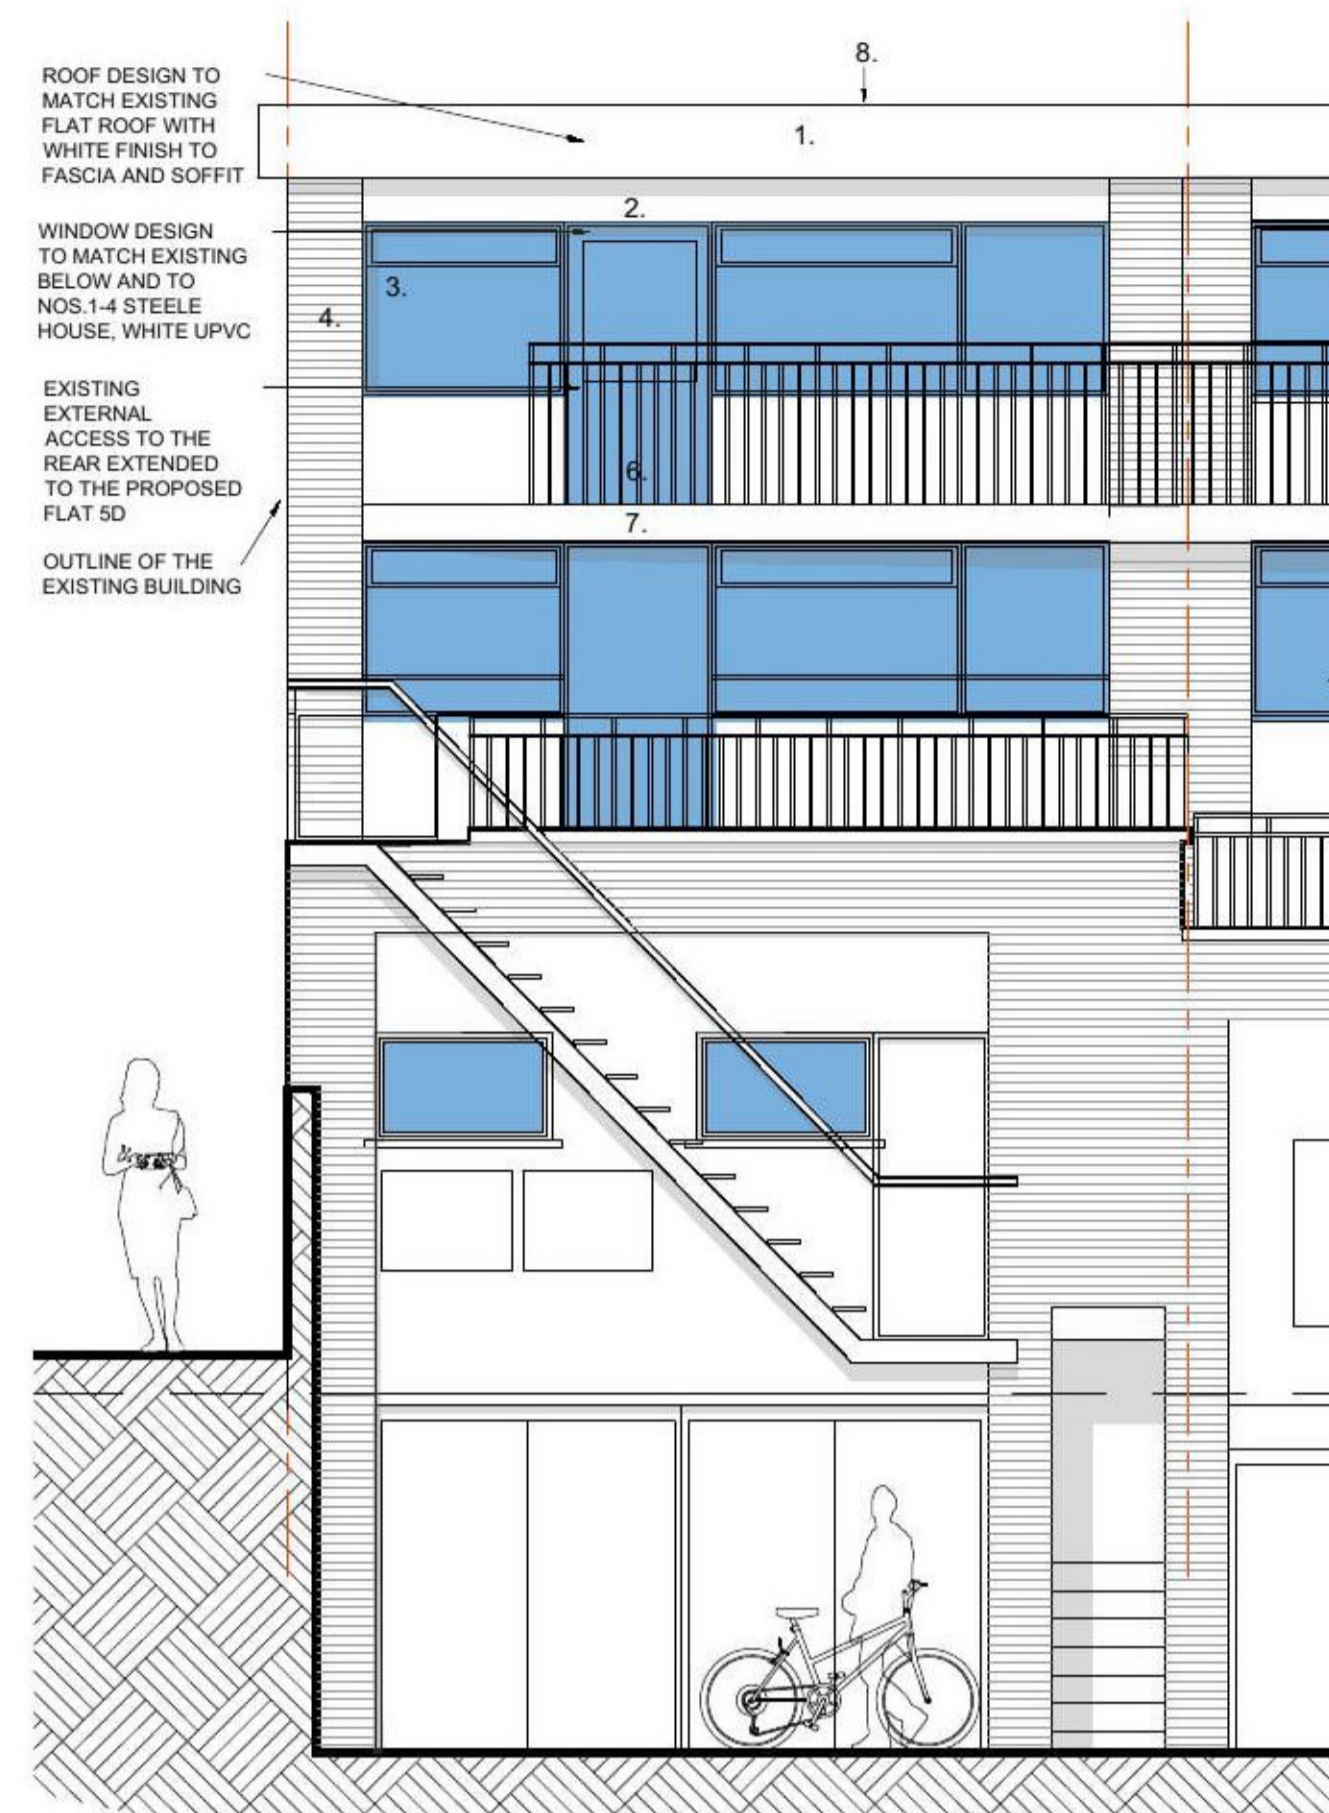 8.
ROOF DESIGN TO
MATCH EXISTING
FLAT ROOF WITH
WHITE FINISH TO
FASCIA AND SOFFIT
1.
2.
WINDOW DESIGN
TO MATCH EXISTING
BELOW AND TO
NOS.1-4 STEELE
HOUSE, WHITE UPVC
3.
4.
EXISTING
EXTERNAL
ACCESS TO THE
REAR EXTENDED
TO THE PROPOSED
FLAT 5D
6.
7.
OUTLINE OF THE
EXISTING BUILDING